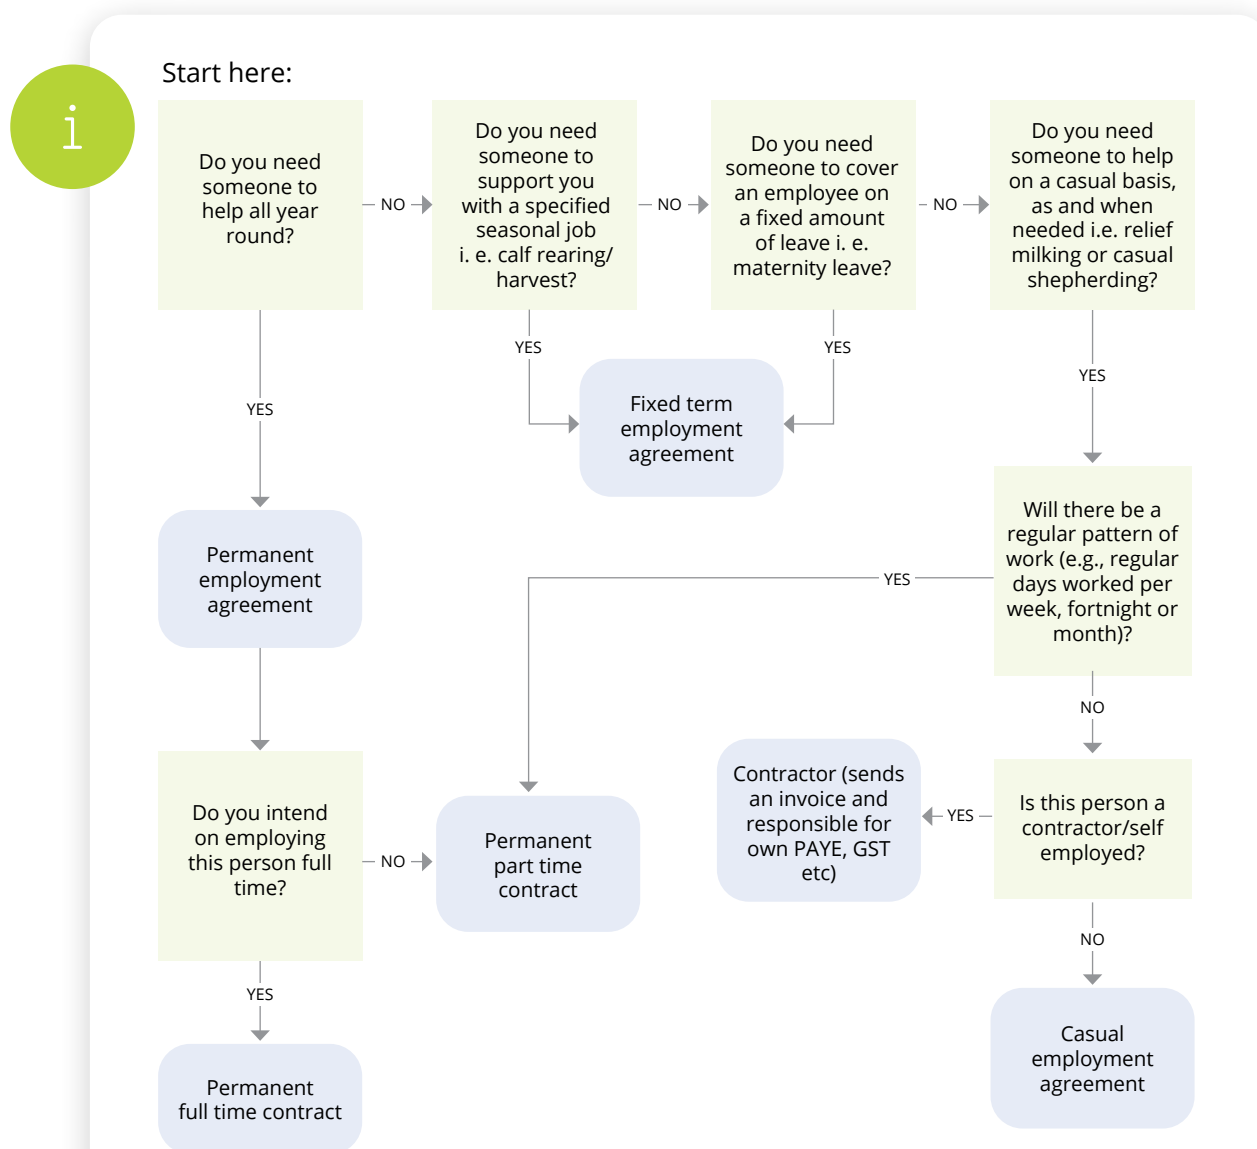 i
Start here:
Do you need
someone to
help all year
round?
NO
Do you need
someone to
support you
with a specified
seasonal job
i. e. calf rearing/
harvest?
NO
Do you need
someone to cover
an employee on
a fixed amount
of leave i. e.
maternity leave?
NO
Do you need
someone to help
on a casual basis,
as and when
needed i.e. relief
milking or casual
shepherding?
YES
YES
YES
YES
Fixed term
employment
agreement
Permanent
employment
agreement
Will there be a
regular pattern of
work (e.g., regular
days worked per
week, fortnight or
month)?
YES
NO
Do you intend
on employing
this person full
time?
NO
Permanent
part time
contract
Contractor (sends
an invoice and
responsible for
own PAYE, GST
etc)
YES
Is this person a
contractor/self
employed?
YES
NO
Permanent
full time contract
Casual
employment
agreement